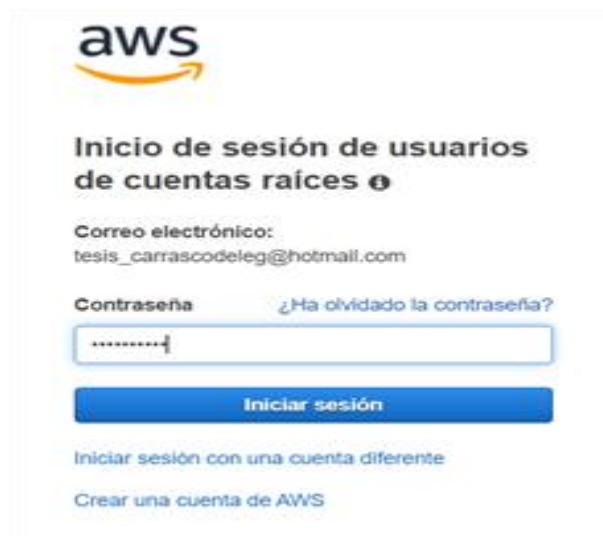 aws
Inicio de sesión de usuarios
de cuentas raíces
Correo electrónico:
tesis_carrascodeleg@hotmail.com
Contraseña ¿Ha olvidado la contraseña?
Iniciar sesión
Iniciar sesión con una cuenta diferente
Crear una cuenta de AWS